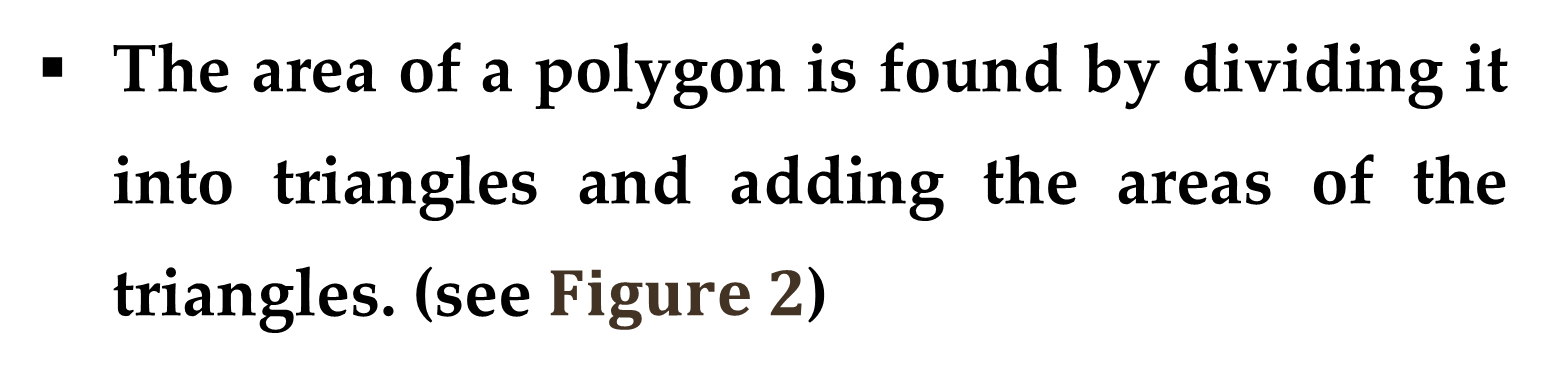 ▪ The area of a polygon is found by dividing it
into triangles and adding the areas of the
triangles. (see Figure 2)